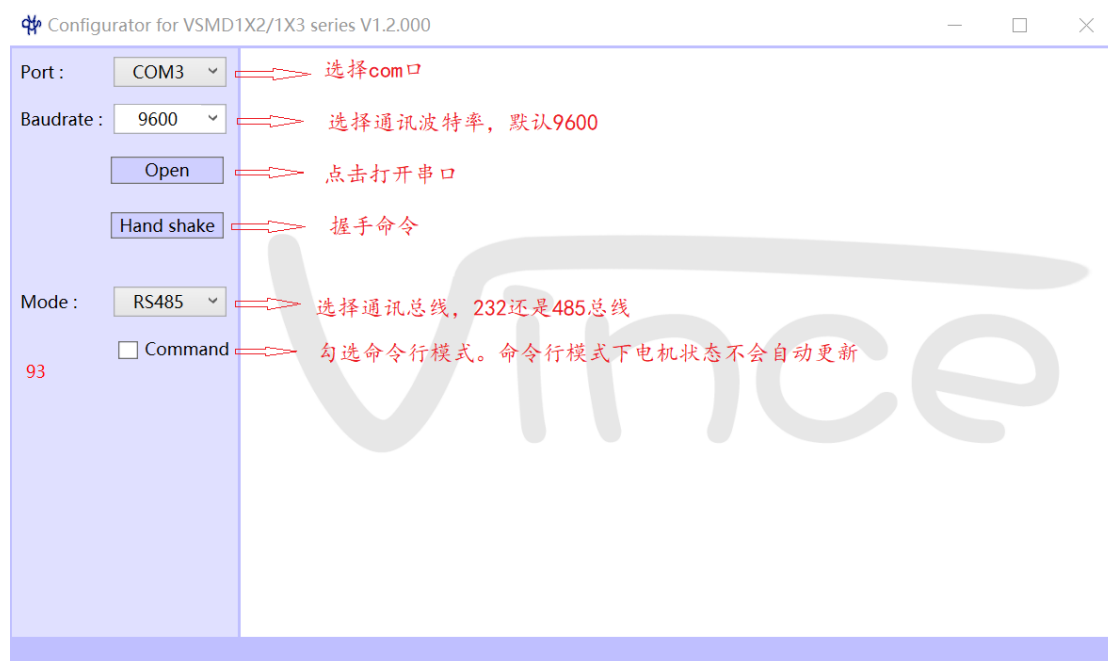 Configurator for VSMD1X2/1X3 series V1.2.000
Port : COM3 选择com口
Baudrate : 9600 选择通讯波特率，默认9600
Open 点击打开串口
Hand shake 握手命令
Mode : RS485 选择通讯总线，232还是485总线
Command 勾选命令行模式。命令行模式下电机状态不会自动更新
93
Vince